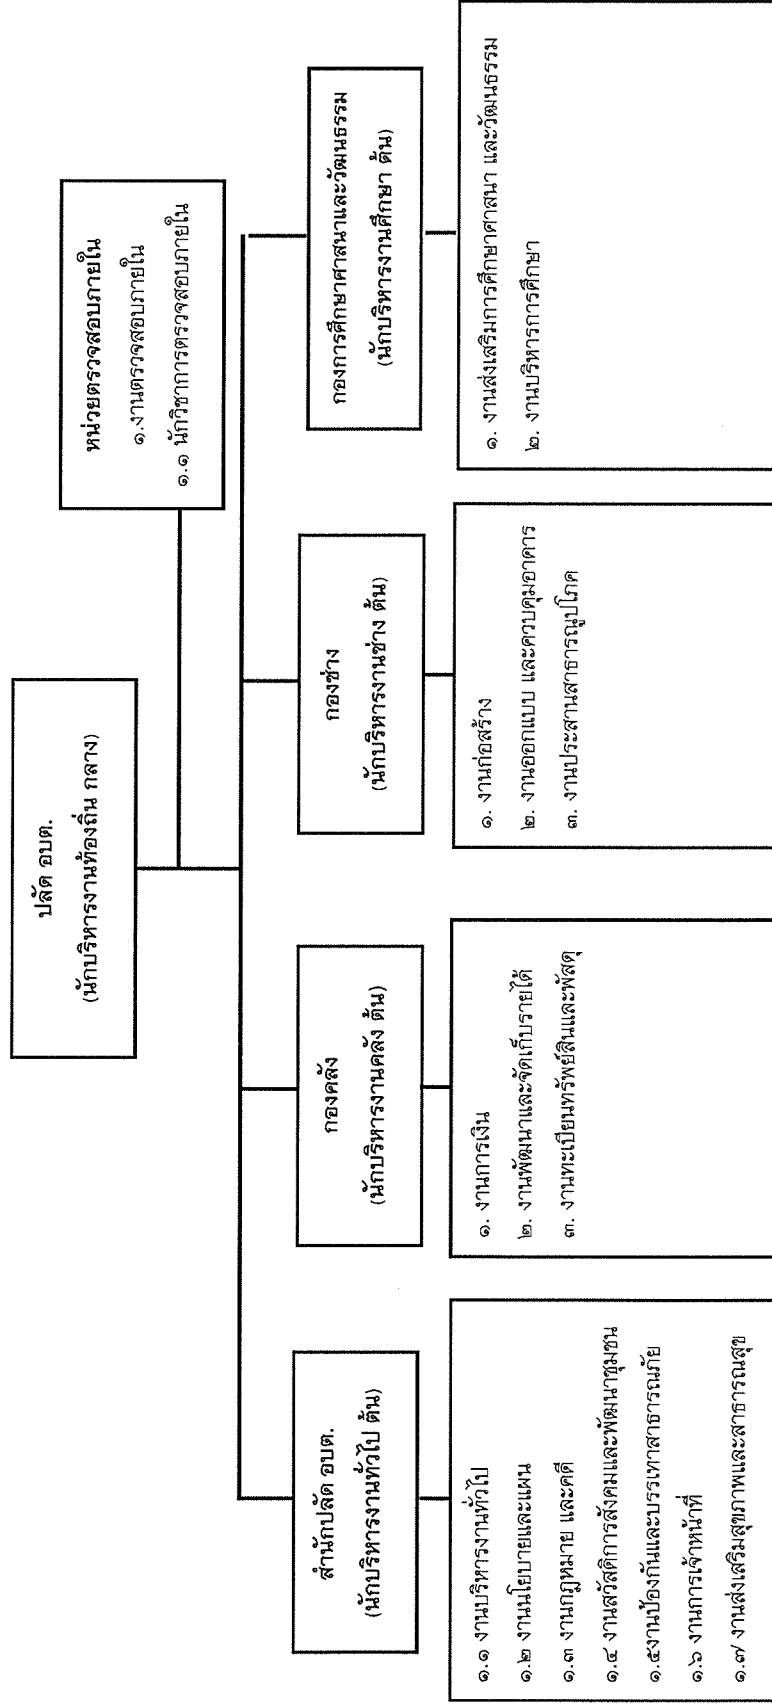 ปลัด อบต.
(นักบริหารงานท้องถิ่น กลาง)
หน่วยตรวจสอบภายใน
๑.งานตรวจสอบภายใน
๑.๑ นักวิชาการตรวจสอบภายใน
สำนักปลัด อบต.
(นักบริหารงานทั่วไป ต้น)
๑.๑ งานบริหารงานทั่วไป
๑.๒ งานนโยบายและแผน
๑.๓ งานกฎหมาย และคดี
๑.๔ งานสวัสดิการสังคมและพัฒนาชุมชน
๑.๕งานป้องกันและบรรเทาสาธารณภัย
๑.๖ งานการเจ้าหน้าที่
๑.๗ งานส่งเสริมสุขภาพและสาธารณสุข
กองคลัง
(นักบริหารงานคลัง ต้น)
๑. งานการเงิน
๒. งานพัฒนาและจัดเก็บรายได้
๓. งานทะเบียนทรัพย์สินและพัสดุ
กองช่าง
(นักบริหารงานช่าง ต้น)
๑. งานก่อสร้าง
๒. งานออกแบบ และควบคุมอาคาร
๓. งานประสานสาธารณูปโภค
กองการศึกษาศาสนาและวัฒนธรรม
(นักบริหารงานศึกษา ต้น)
๑. งานส่งเสริมการศึกษาศาสนา และวัฒนธรรม
๒. งานบริหารการศึกษา